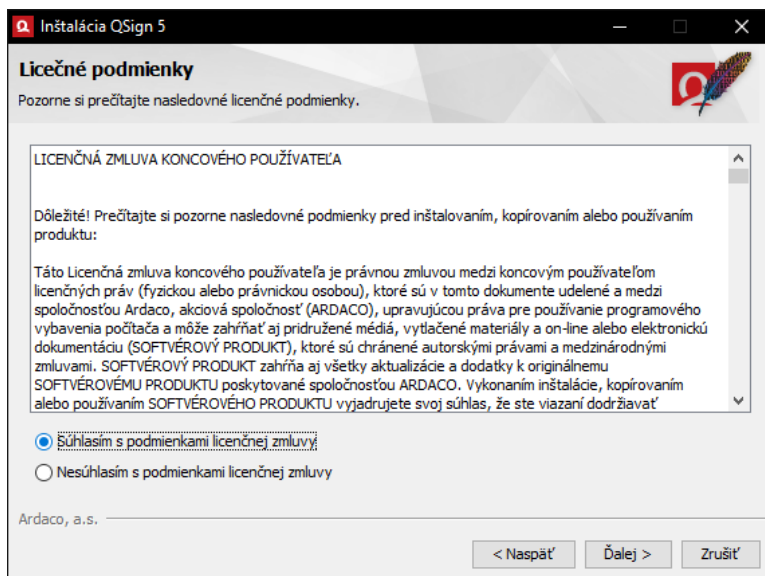 Inštalácia QSign 5
Licečné podmienky
Pozorne si prečítajte nasledovné licenčné podmienky.
LICENČNÁ ZMLUVA KONCOVÉHO POUŽÍVATEĽA
Dôležité! Prečítajte si pozorne nasledovné podmienky pred inštalovaním, kopírovaním alebo používaním
produktu:
Táto Licenčná zmluva koncového používateľa je právnou zmluvou medzi koncovým používateľom
licenčných práv (fyzickou alebo právnickou osobou), ktoré sú v tomto dokumente udelené a medzi
spoločnosťou Ardaco, akciová spoločnosť (ARDACO), upravujúcou práva pre používanie programového
vybavenia počítača a môže zahŕňať aj pridružené médiá, vytlačené materiály a on-line alebo elektronickú
dokumentáciu (SOFTVÉROVÝ PRODUKT), ktoré sú chránené autorskými právami a medzinárodnými
zmluvami. SOFTVÉROVÝ PRODUKT zahŕňa aj všetky aktualizácie a dodatky k originálnemu
SOFTVÉROVÉMU PRODUKTU poskytované spoločnosťou ARDACO. Vykonaním inštalácie, kopírovaním
alebo používaním SOFTVÉROVÉHO PRODUKTU vyjadrujete svoj súhlas, že ste viazaní dodržiavať
Súhlasím s podmienkami licenčnej zmluvy
Nesúhlasím s podmienkami licenčnej zmluvy
Ardaco, a.s.
< Naspäť
Ďalej >
Zrušiť